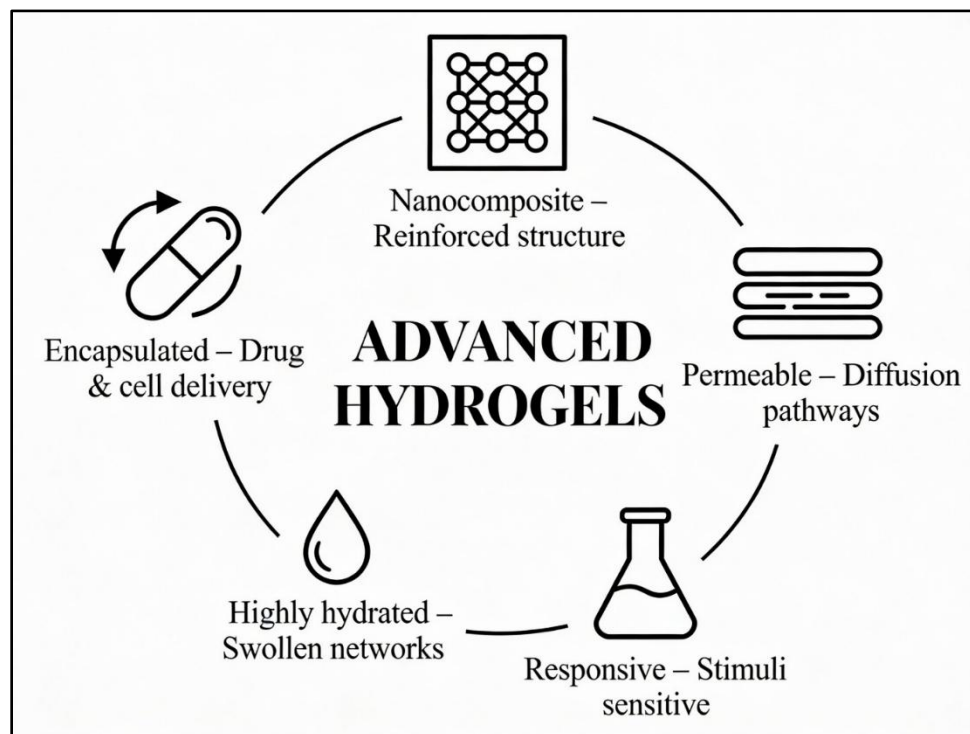 Nanocomposite –
Reinforced structure
Encapsulated – Drug
& cell delivery
ADVANCED
HYDROGELS
Permeable – Diffusion
pathways
Highly hydrated –
Swollen networks
Responsive – Stimuli
sensitive